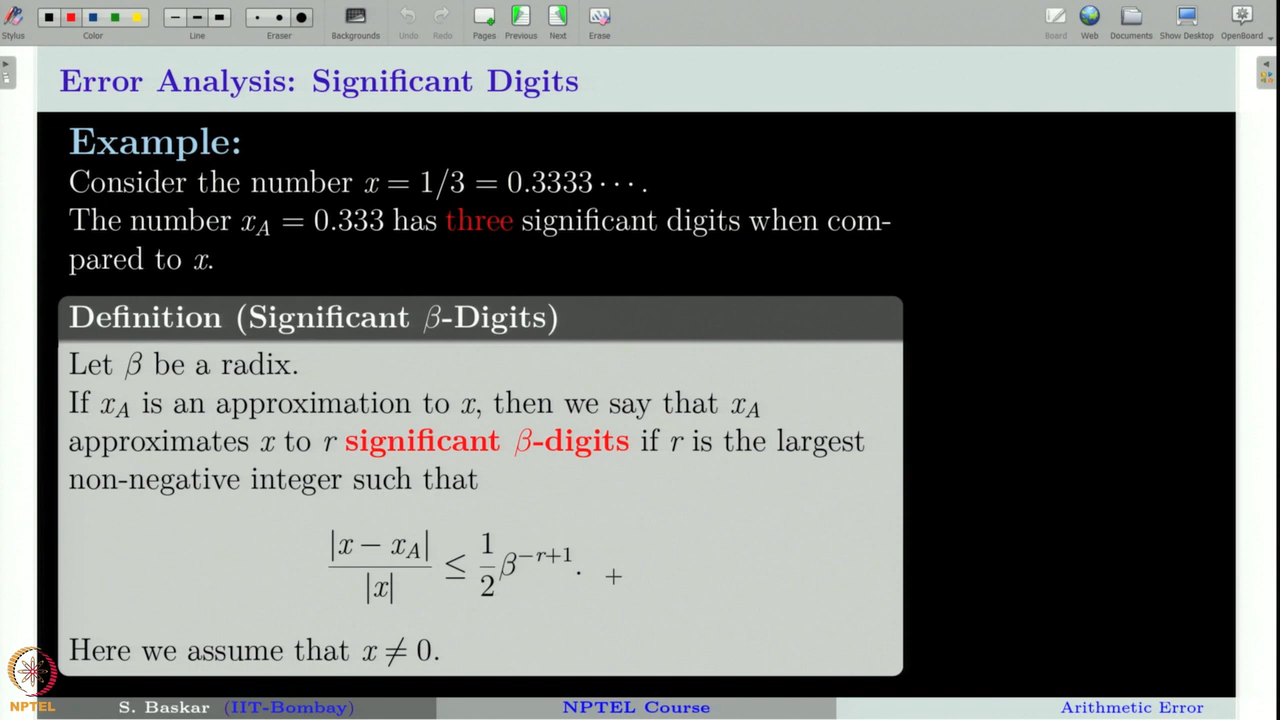 Stylus Color Line Eraser Backgrounds Undo Redo Pages Previous Next Erase Board Web Documents Show Desktop OpenBoard
Error Analysis: Significant Digits
Example:
Consider the number x = 1/3 = 0.3333 ··· .
The number x_A = 0.333 has three significant digits when com-
pared to x.
Definition (Significant β-Digits)
Let β be a radix.
If x_A is an approximation to x, then we say that x_A
approximates x to r significant β-digits if r is the largest
non-negative integer such that
|x − x_A| / |x| ≤ 1/2 β^{−r+1}.
Here we assume that x ≠ 0.
NPTEL
S. Baskar (IIT-Bombay) NPTEL Course Arithmetic Error